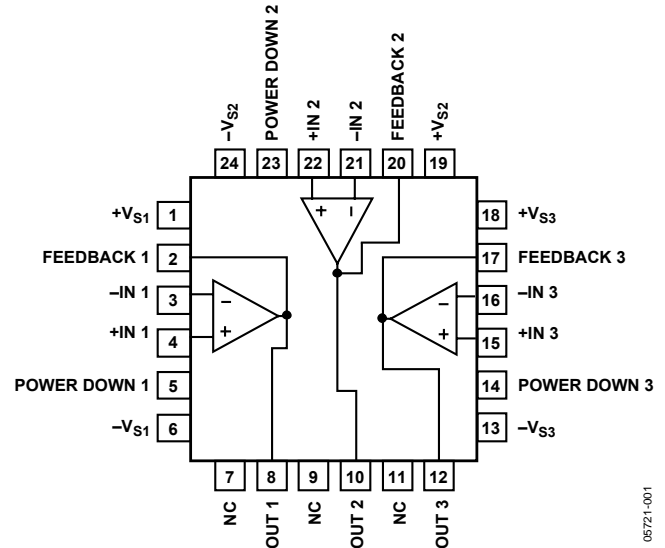 –VS2
POWER DOWN 2
+IN 2
–IN 2
FEEDBACK 2
+VS2
24 23 22 21 20 19
+ –
+VS1 1
FEEDBACK 1 2
–IN 1 3
+IN 1 4
POWER DOWN 1 5
–VS1 6
–
+
18 +VS3
17 FEEDBACK 3
16 –IN 3
15 +IN 3
14 POWER DOWN 3
13 –VS3
–
+
7 8 9 10 11 12
NC
OUT 1
NC
OUT 2
NC
OUT 3
05721-001